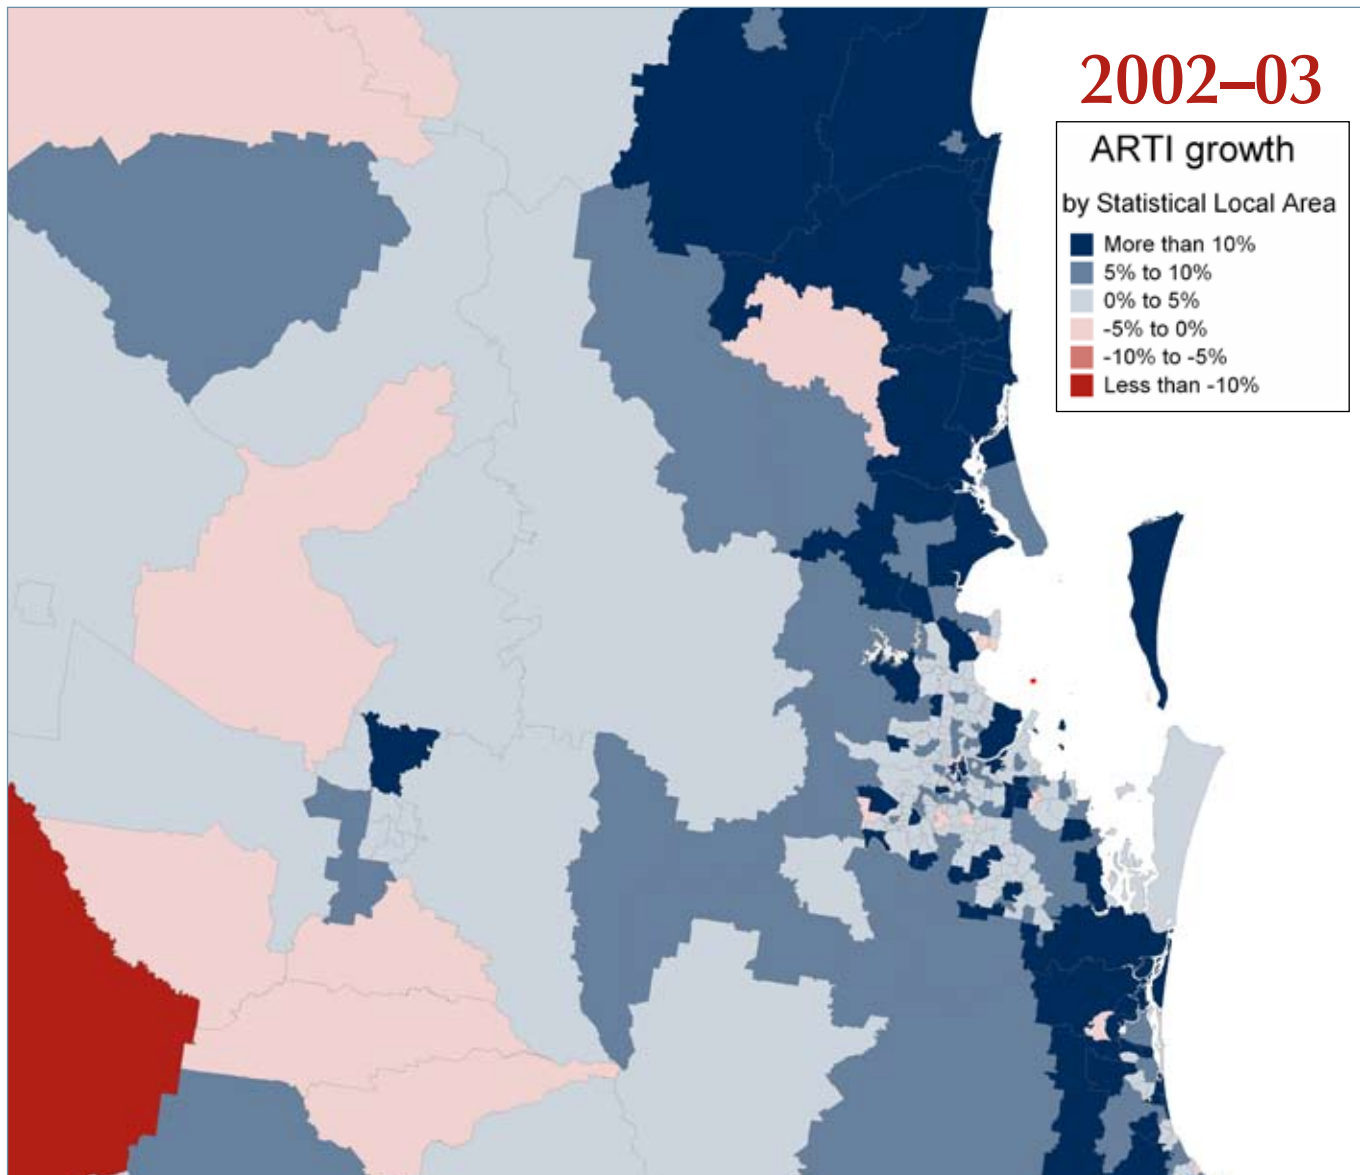 2002–03
ARTI growth
by Statistical Local Area
More than 10%
5% to 10%
0% to 5%
-5% to 0%
-10% to -5%
Less than -10%